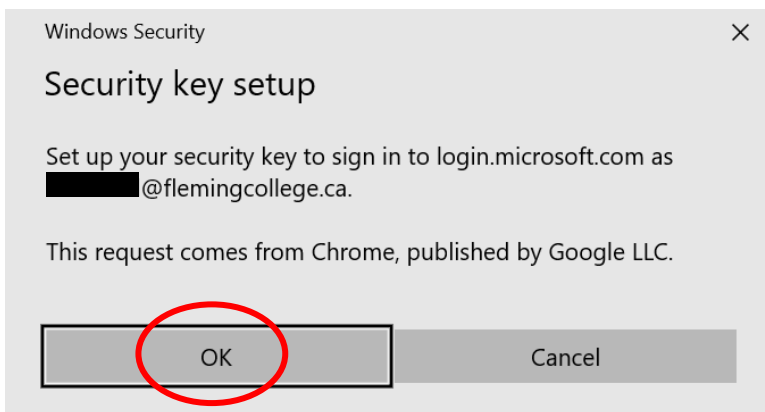 Windows Security
Security key setup
Set up your security key to sign in to login.microsoft.com as
@flemingcollege.ca.
This request comes from Chrome, published by Google LLC.
OK
Cancel